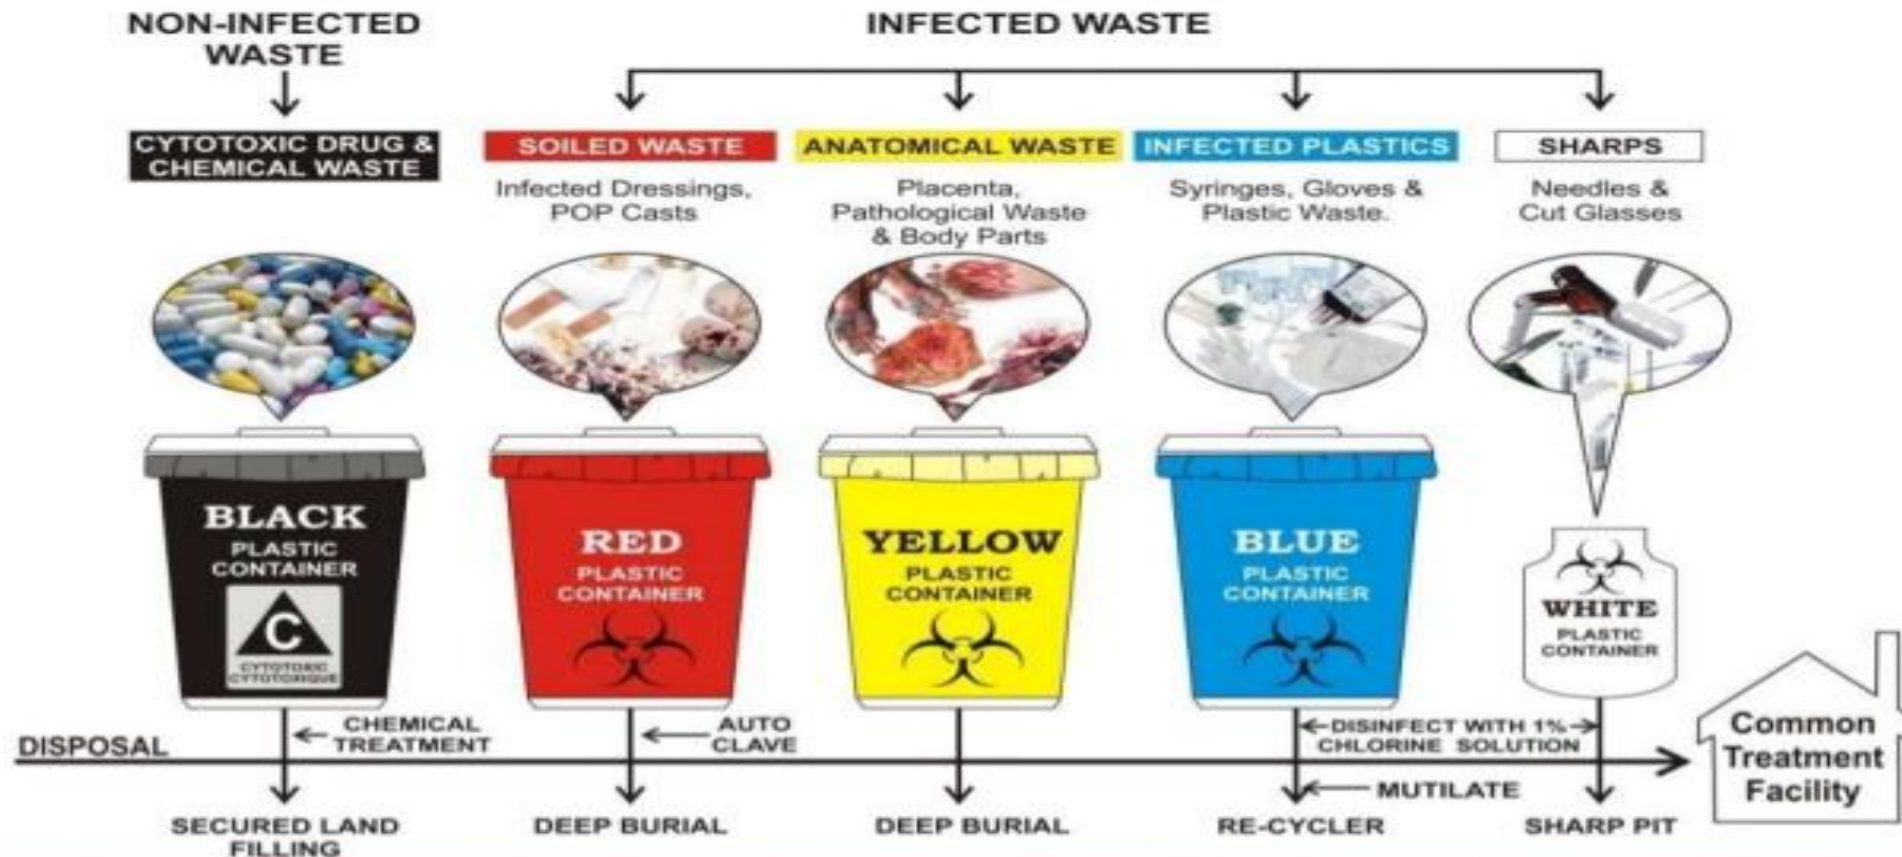 NON-INFECTED
WASTE
INFECTED WASTE
CYTOTOXIC DRUG &
CHEMICAL WASTE
SOILED WASTE
Infected Dressings,
POP Casts
ANATOMICAL WASTE
Placenta,
Pathological Waste
& Body Parts
INFECTED PLASTICS
Syringes, Gloves &
Plastic Waste.
SHARPS
Needles &
Cut Glasses
BLACK
PLASTIC
CONTAINER
C
CYTOTOXIC
CYTOTOXIQUE
RED
PLASTIC
CONTAINER
YELLOW
PLASTIC
CONTAINER
BLUE
PLASTIC
CONTAINER
WHITE
PLASTIC
CONTAINER
DISPOSAL
CHEMICAL
TREATMENT
AUTO
CLAVE
DISINFECT WITH 1%
CHLORINE SOLUTION
MUTILATE
SECURED LAND
FILLING
DEEP BURIAL
DEEP BURIAL
RE-CYCLER
SHARP PIT
Common
Treatment
Facility